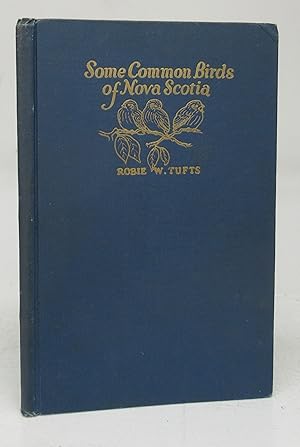 Some Common Birds
of Nova Scotia
ROBIE W. TUFTS